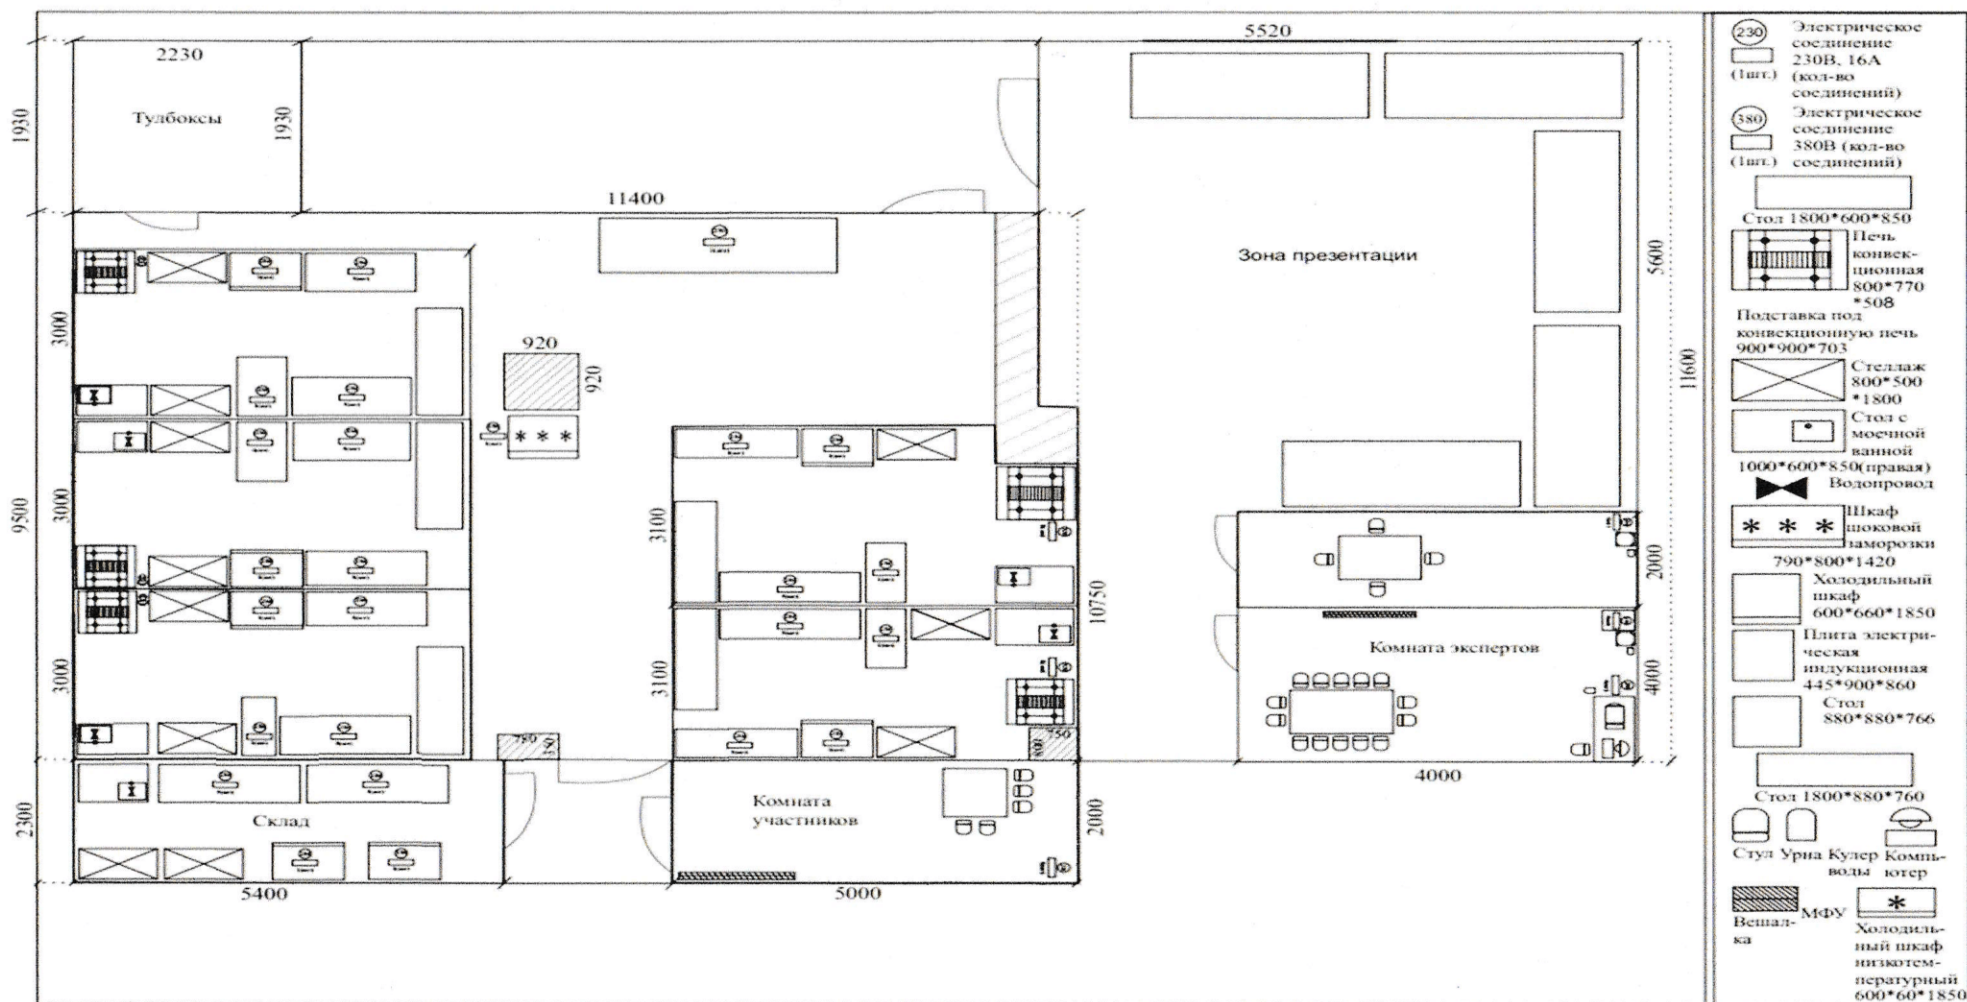 2230
5520
1930
Тулбоксы
1930
11400
Зона презентации
5600
11600
3000
920
920
9500
3000
3100
10750
2000
3000
3100
Комната экспертов
4000
780
750
4000
2300
Склад
Комната
участников
2000
5400
5000
230
Электрическое
соединение
230В, 16А
(1шт.)
(кол-во
соединений)
380
Электрическое
соединение
380В (кол-во
(1шт.)
соединений)
Стол 1800*600*850
Печь
конвек-
ционная
800*770
*508
Подставка под
конвекционную печь
900*900*703
Стеллаж
800*500
*1800
Стол с
моечной
ванной
1000*600*850(правая)
Водопровод
* * *
Шкаф
шоковой
заморозки
790*800*1420
Холодильный
шкаф
600*660*1850
Плита электри-
ческая
индукционная
445*900*860
Стол
880*880*766
Стол 1800*880*760
Стул Урна Кулер Компь-
воды ютер
Вешал-
ка
МФУ
*
Холодиль-
ный шкаф
низкотем-
пературный
600*60*1850